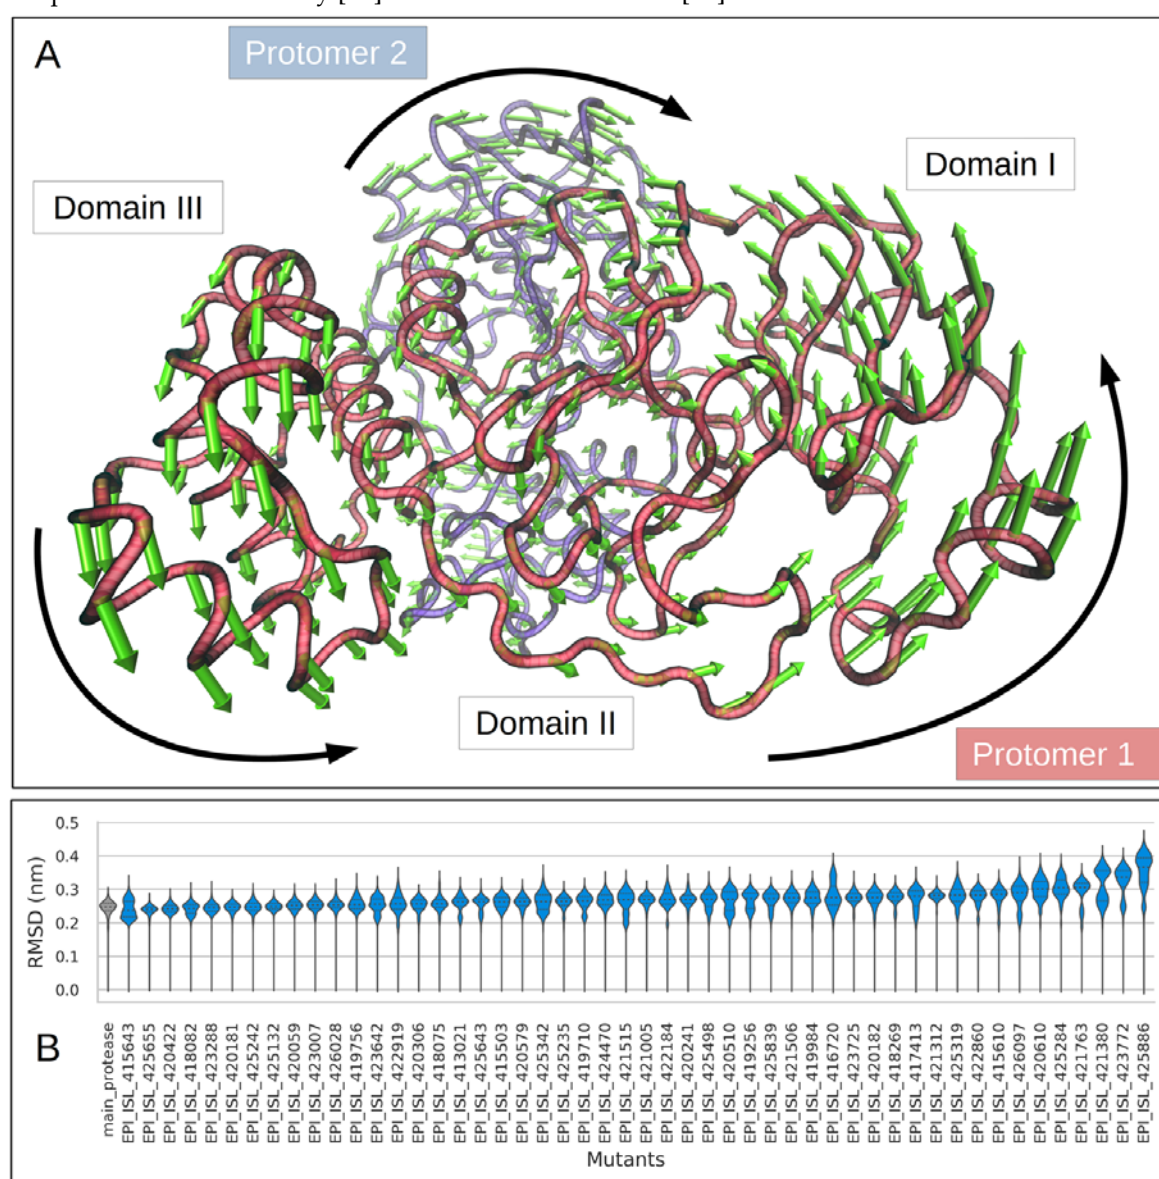 A
Protomer 2
Domain I
Domain III
Domain II
Protomer 1
0.5
0.4
0.3
0.2
0.1
0.0
RMSD (nm)
B
main_protease
EPI_ISL_415643
EPI_ISL_425655
EPI_ISL_420422
EPI_ISL_418082
EPI_ISL_423288
EPI_ISL_420181
EPI_ISL_425242
EPI_ISL_425132
EPI_ISL_420059
EPI_ISL_423007
EPI_ISL_426028
EPI_ISL_419756
EPI_ISL_423642
EPI_ISL_422919
EPI_ISL_420306
EPI_ISL_418075
EPI_ISL_413021
EPI_ISL_425643
EPI_ISL_415503
EPI_ISL_420579
EPI_ISL_425342
EPI_ISL_425235
EPI_ISL_419710
EPI_ISL_424470
EPI_ISL_421515
EPI_ISL_421005
EPI_ISL_422184
EPI_ISL_420241
EPI_ISL_425498
EPI_ISL_420510
EPI_ISL_419256
EPI_ISL_425839
EPI_ISL_421506
EPI_ISL_419984
EPI_ISL_416720
EPI_ISL_423725
EPI_ISL_420182
EPI_ISL_418269
EPI_ISL_417413
EPI_ISL_421312
EPI_ISL_425319
EPI_ISL_422860
EPI_ISL_415610
EPI_ISL_426097
EPI_ISL_420610
EPI_ISL_425284
EPI_ISL_421763
EPI_ISL_421380
EPI_ISL_423772
EPI_ISL_425886
Mutants